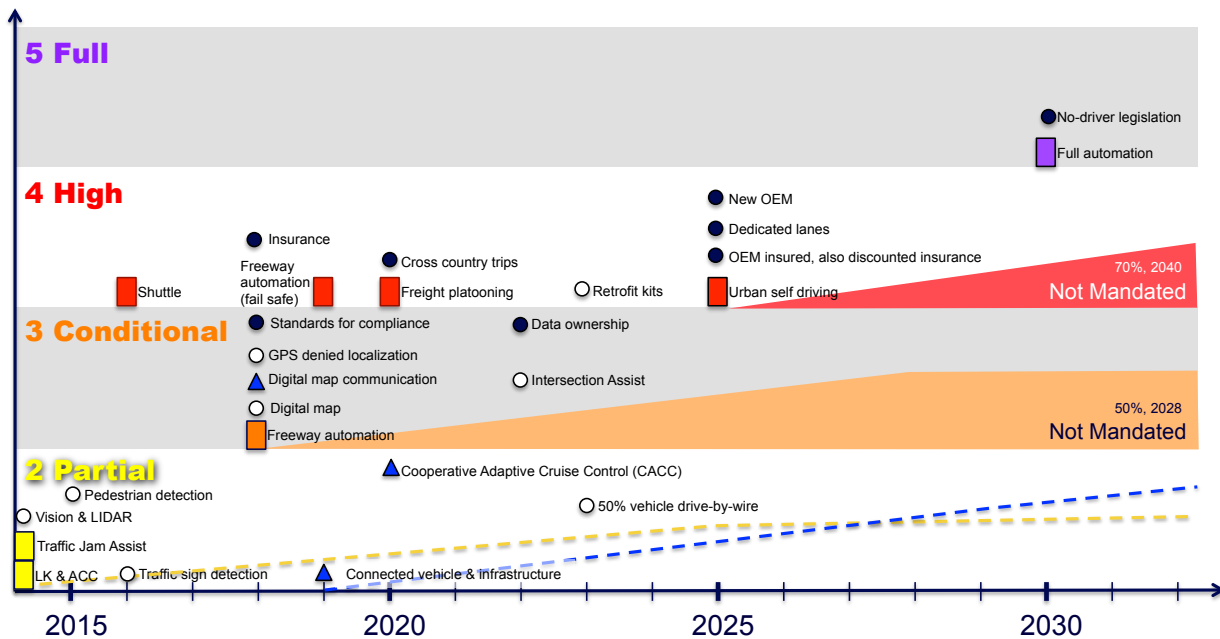 5 Full
No-driver legislation
Full automation
4 High
New OEM
Insurance
Dedicated lanes
Cross country trips
OEM insured, also discounted insurance
Freeway
automation
(fail safe)
Shuttle
Freight platooning
Retrofit kits
Urban self driving
70%, 2040
Not Mandated
3 Conditional
Standards for compliance
Data ownership
GPS denied localization
Digital map communication
Intersection Assist
Digital map
Freeway automation
50%, 2028
Not Mandated
2 Partial
Cooperative Adaptive Cruise Control (CACC)
Pedestrian detection
50% vehicle drive-by-wire
Vision & LIDAR
Traffic Jam Assist
LK & ACC
Traffic sign detection
Connected vehicle & infrastructure
2015
2020
2025
2030